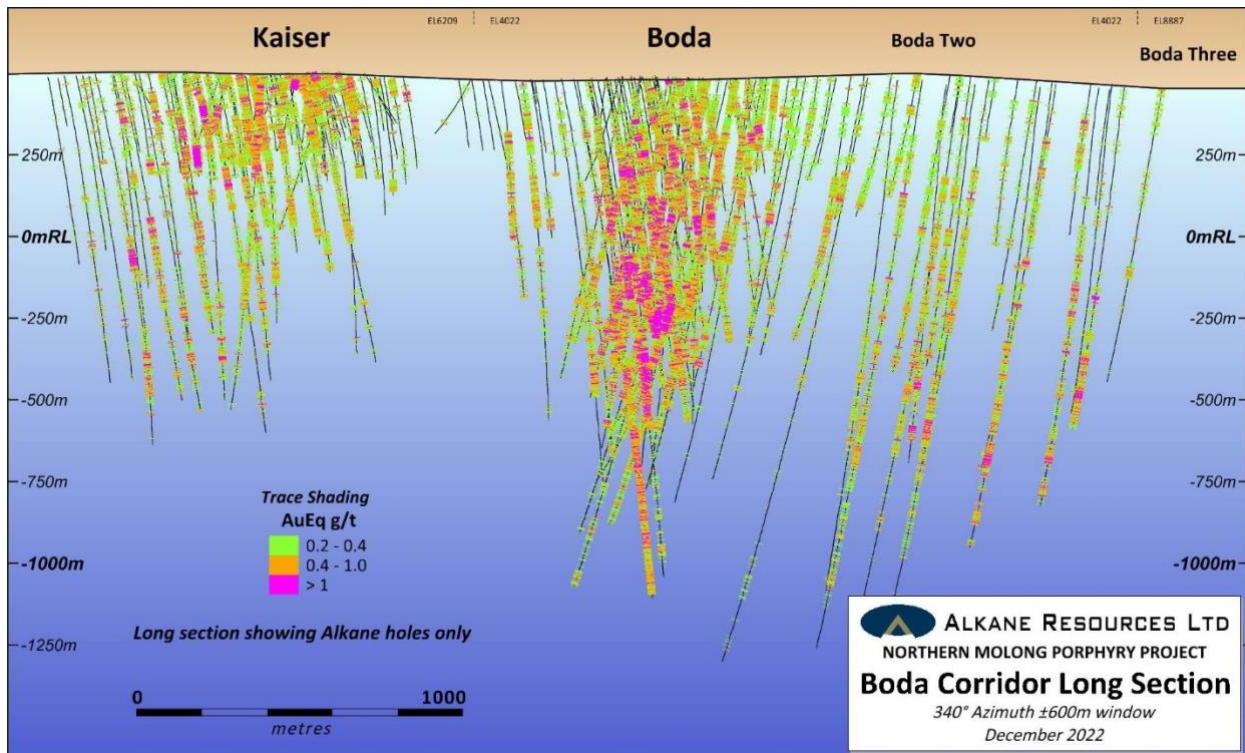 EL6209 EL4022
EL4022 EL8887
Kaiser
Boda
Boda Two
Boda Three
250m
250m
0mRL
0mRL
-250m
-250m
-500m
-500m
-750m
-750m
-1000m
-1000m
-1250m
Trace Shading
AuEq g/t
0.2 - 0.4
0.4 - 1.0
> 1
Long section showing Alkane holes only
0 1000
metres
ALKANE RESOURCES LTD
NORTHERN MOLONG PORPHYRY PROJECT
Boda Corridor Long Section
340° Azimuth ±600m window
December 2022